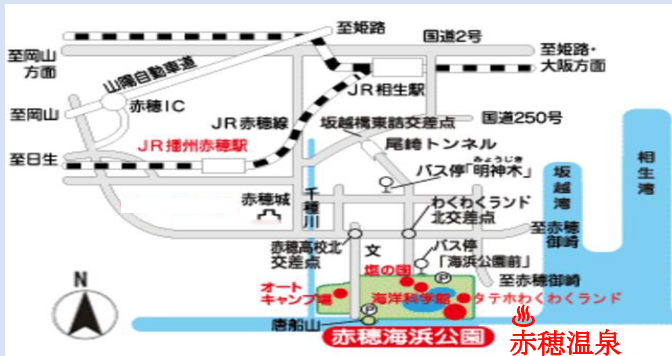 至姫路
国道2号
至岡山
方面
至姫路・
大阪方面
山陽自動車道
JR相生駅
赤穂IC
至岡山
JR赤穂線
坂越橋東詰交差点
国道250号
JR播州赤穂駅
尾崎トンネル
至日生
みょうじぎ
バス停「明神木」
坂越湾
相生湾
千種川
赤穂城
わくわくランド
北交差点
至赤穂
御崎
赤穂高校北
交差点
文
バス停
「海浜公園前」
塩の国
P
至赤穂御崎
N
オート
キャンプ場
海洋科学館
タテホわくわくランド
唐船山
P
赤穂海浜公園
赤穂温泉